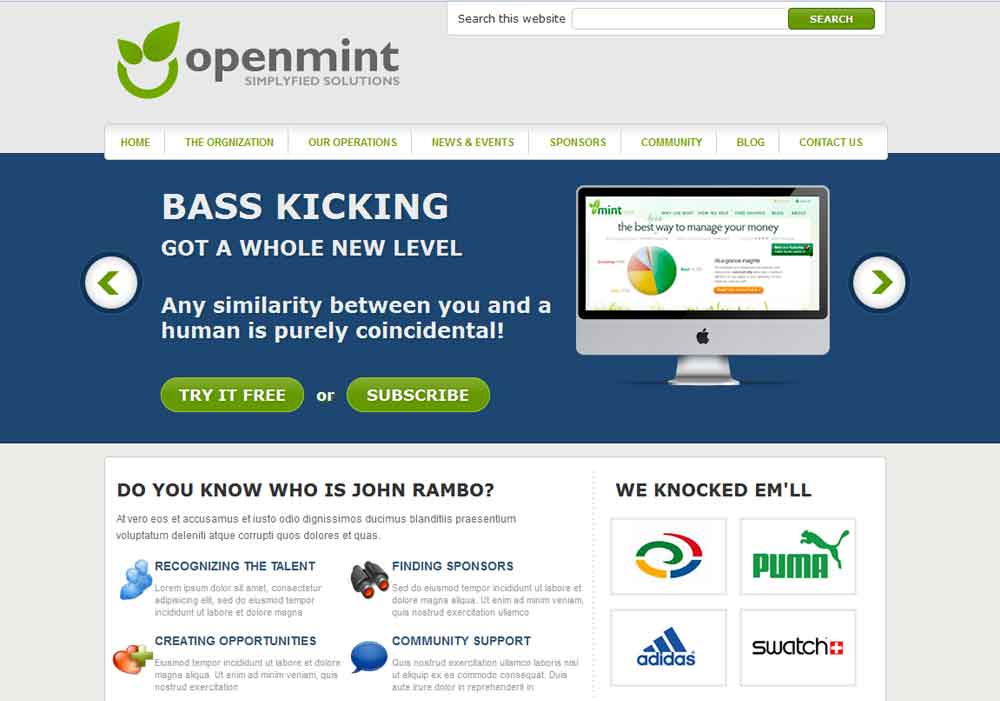 Search this website
SEARCH
openmint
SIMPLYFIED SOLUTIONS
HOME
THE ORGNIZATION
OUR OPERATIONS
NEWS & EVENTS
SPONSORS
COMMUNITY
BLOG
CONTACT US
BASS KICKING
GOT A WHOLE NEW LEVEL
Any similarity between you and a
human is purely coincidental!
TRY IT FREE or SUBSCRIBE
mint
the best way to manage your money
DO YOU KNOW WHO IS JOHN RAMBO?
At vero eos et accusamus et iusto odio dignissimos ducimus blanditiis praesentium
voluptatum deleniti atque corrupti quos dolores et quas.
RECOGNIZING THE TALENT
Lorem ipsum dolor sit amet, consectetur
adipisicing elit, sed do eiusmod tempor
incididunt ut labore et dolore magna
FINDING SPONSORS
Sed do eiusmod tempor incididunt ut labore et
dolore magna aliqua. Ut enim ad minim veniam,
quis nostrud exercitation ullamco
CREATING OPPORTUNITIES
Eiusmod tempor incididunt ut labore et dolore
magna aliqua. Ut enim ad minim veniam, quis
nostrud exercitation
COMMUNITY SUPPORT
Quis nostrud exercitation ullamco laboris nisi
ut aliquip ex ea commodo consequat. Duis
aute irure dolor in reprehenderit in
WE KNOCKED EM'LL
PUMA
adidas
swatch